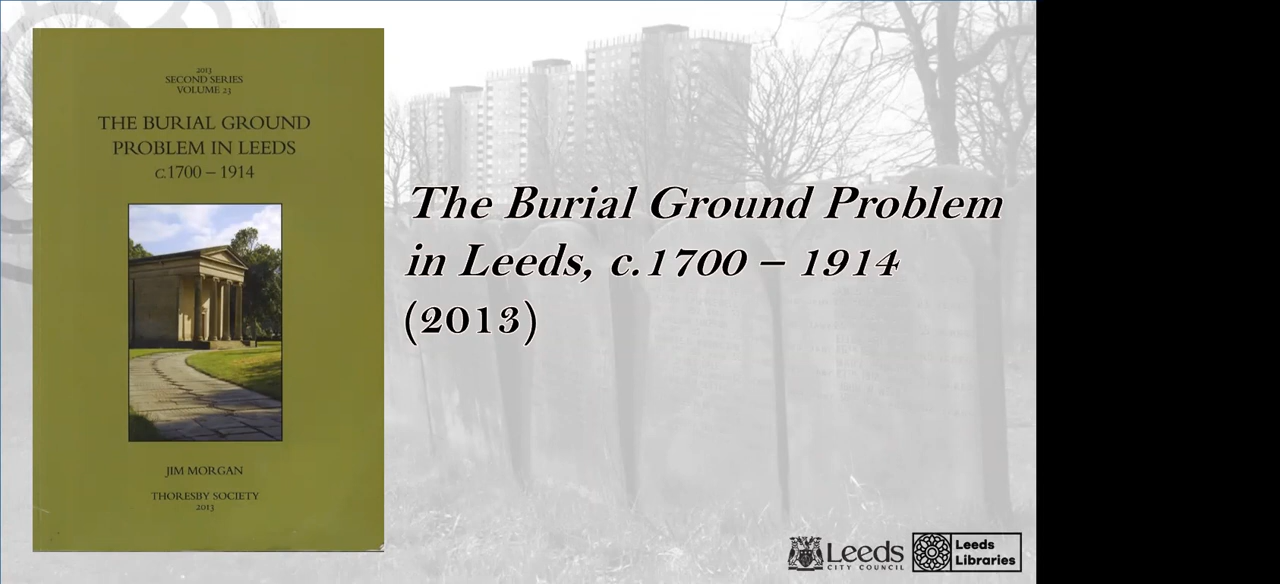 2013
SECOND SERIES
VOLUME 23
THE BURIAL GROUND
PROBLEM IN LEEDS
c.1700 – 1914
JIM MORGAN
THORESBY SOCIETY
2013
The Burial Ground Problem
in Leeds, c.1700 – 1914
(2013)
Leeds
CITY COUNCIL
Leeds
Libraries